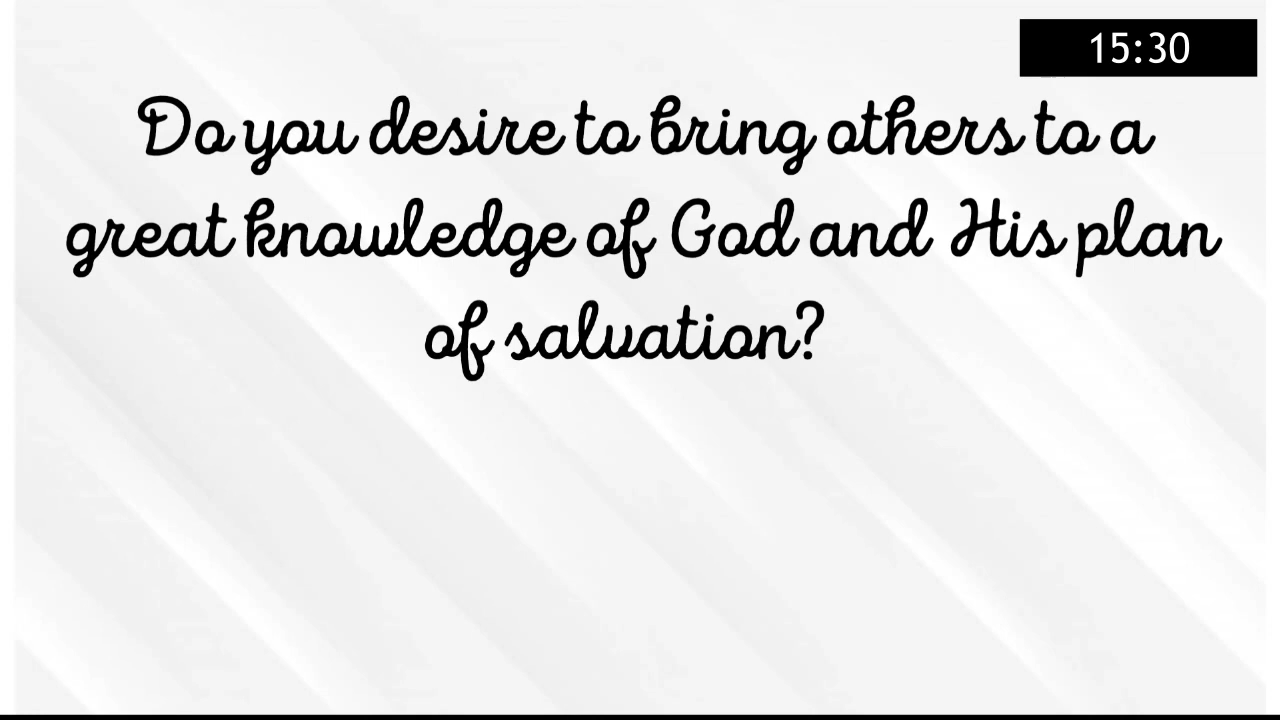 15:30
Do you desire to bring others to a
great knowledge of God and His plan
of salvation?